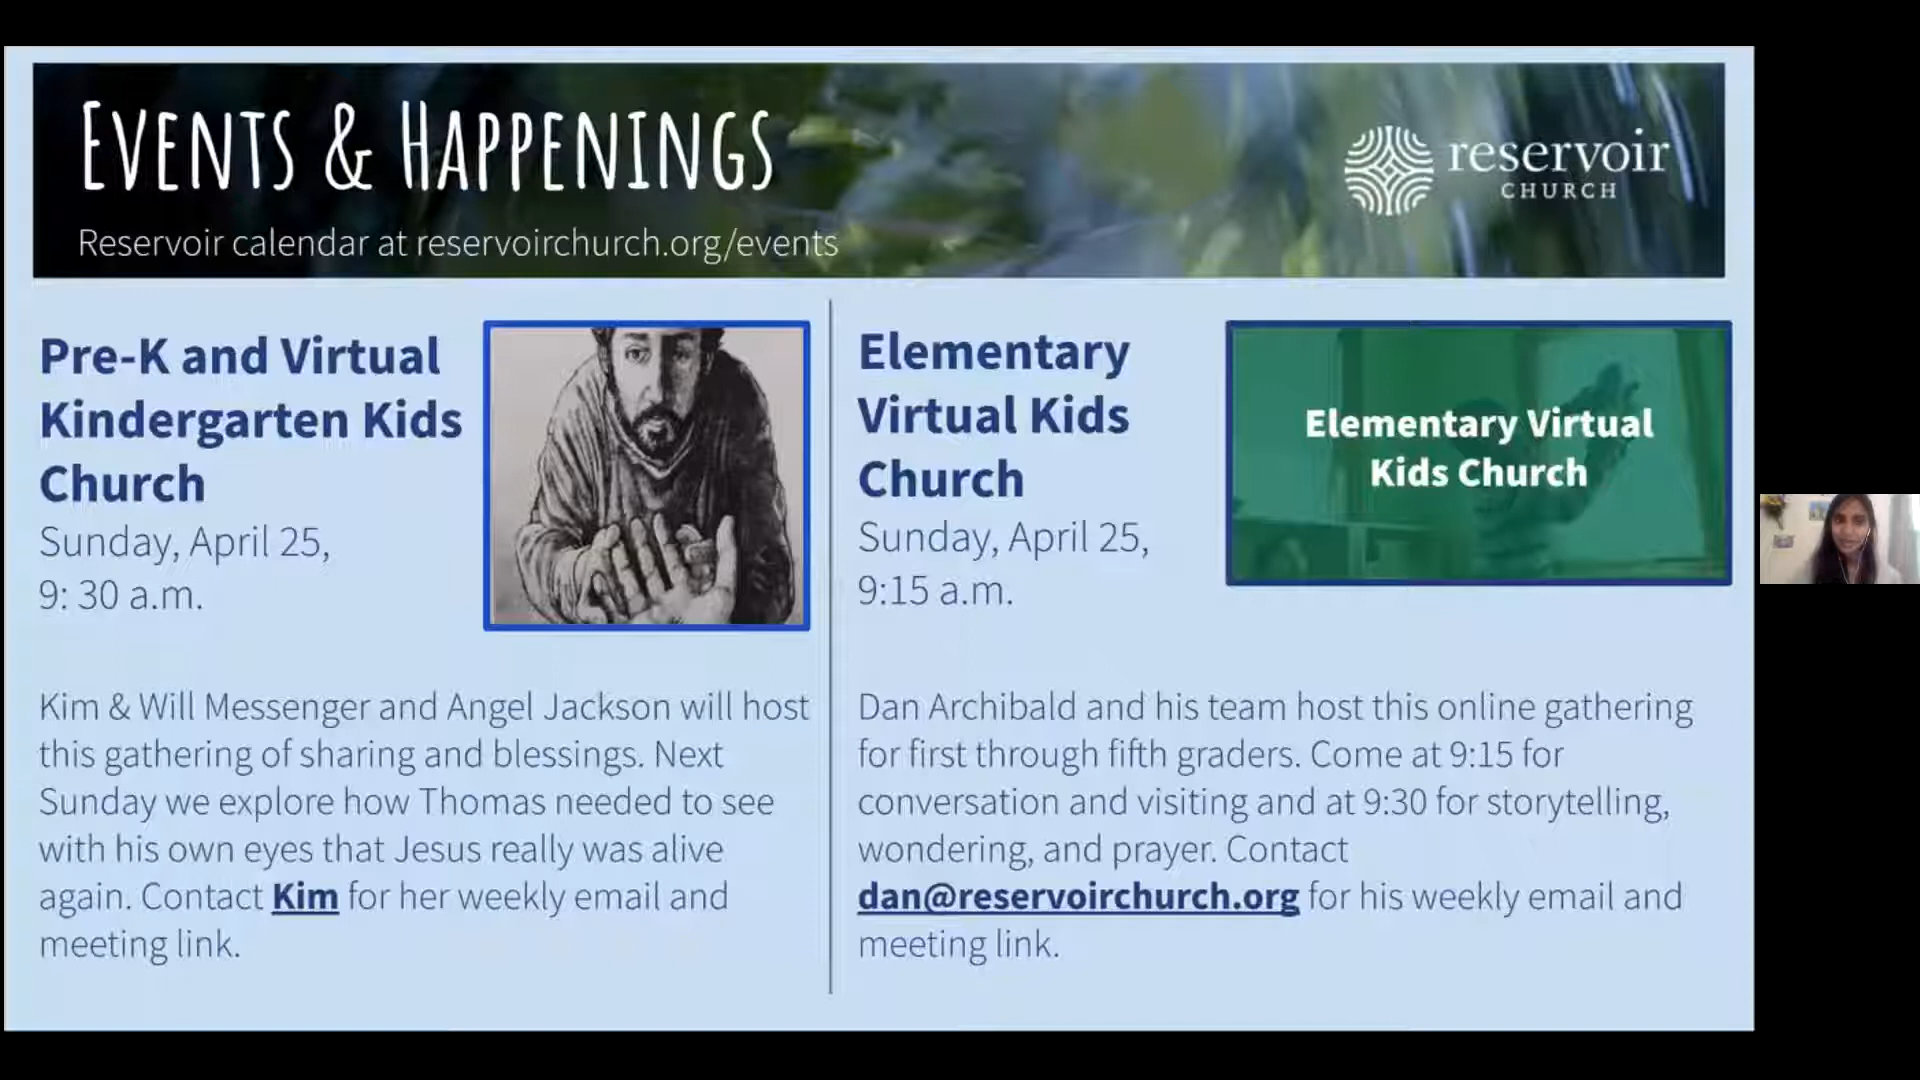 EVENTS & HAPPENINGS
Reservoir calendar at reservoirchurch.org/events
reservoir
CHURCH
Pre-K and Virtual
Kindergarten Kids
Church
Sunday, April 25,
9: 30 a.m.
Kim & Will Messenger and Angel Jackson will host
this gathering of sharing and blessings. Next
Sunday we explore how Thomas needed to see
with his own eyes that Jesus really was alive
again. Contact Kim for her weekly email and
meeting link.
Elementary
Virtual Kids
Church
Sunday, April 25,
9:15 a.m.
Elementary Virtual
Kids Church
Dan Archibald and his team host this online gathering
for first through fifth graders. Come at 9:15 for
conversation and visiting and at 9:30 for storytelling,
wondering, and prayer. Contact
dan@reservoirchurch.org for his weekly email and
meeting link.